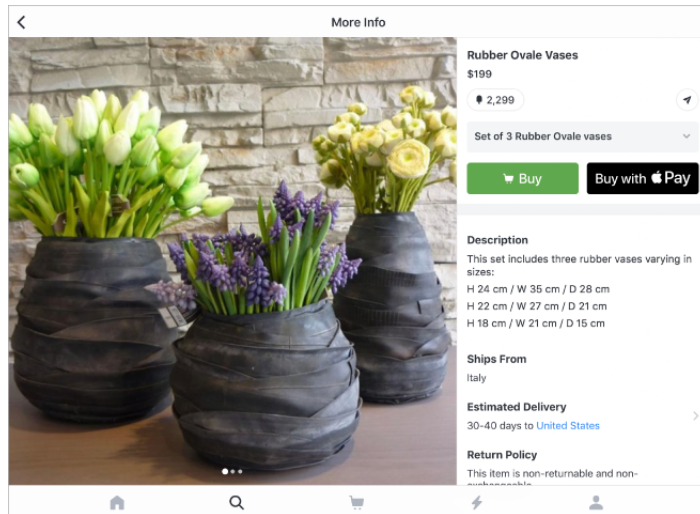 More Info
Rubber Ovale Vases
$199
2,299
Set of 3 Rubber Ovale vases
Buy
Buy with Pay
Description
This set includes three rubber vases varying in
sizes:
H 24 cm / W 35 cm / D 28 cm
H 22 cm / W 27 cm / D 21 cm
H 18 cm / W 21 cm / D 15 cm
Ships From
Italy
Estimated Delivery
30-40 days to United States
Return Policy
This item is non-returnable and non-